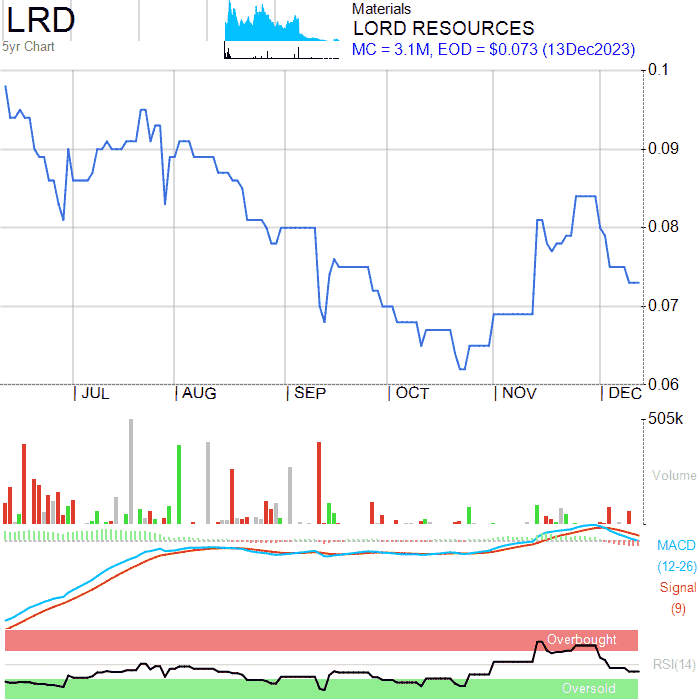 LRD
5yr Chart
Materials
LORD RESOURCES
MC = 3.1M, EOD = $0.073 (13Dec2023)
0.1
0.09
0.08
0.07
0.06
JUL AUG SEP OCT NOV DEC
505k
Volume
MACD
(12-26)
Signal
(9)
Overbought
RSI(14)
Oversold